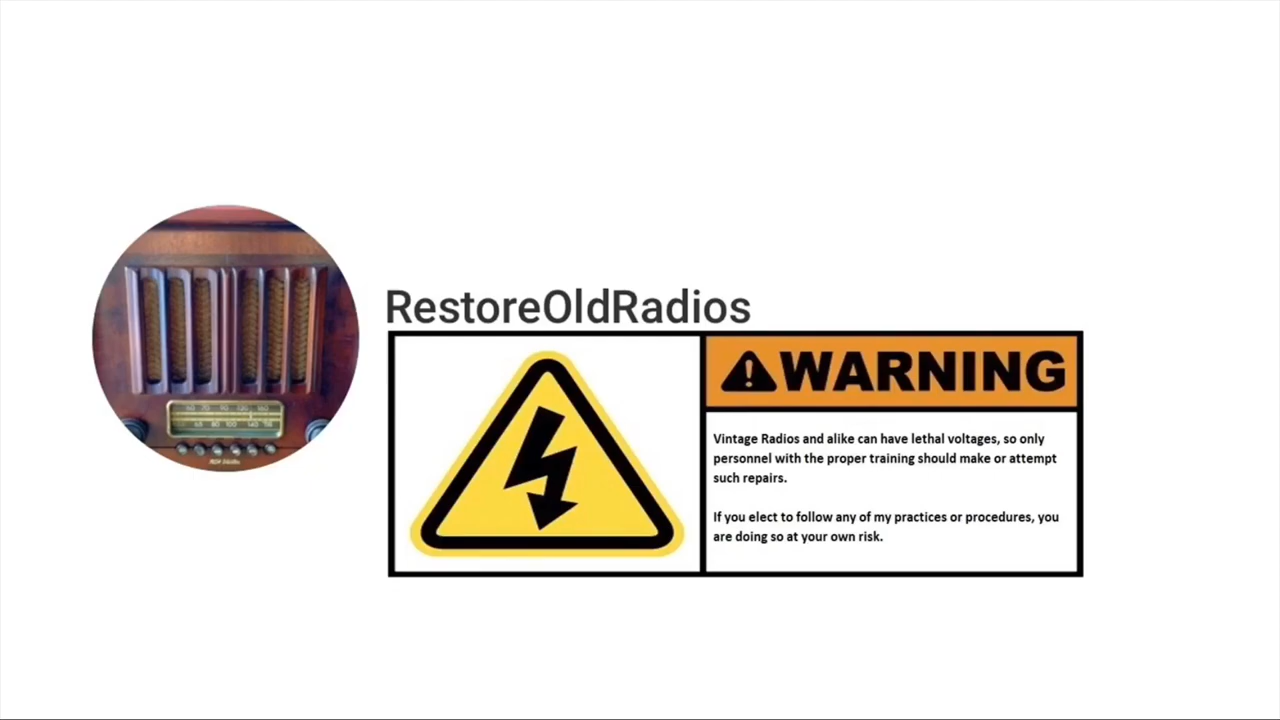 RestoreOldRadios
WARNING
Vintage Radios and alike can have lethal voltages, so only
personnel with the proper training should make or attempt
such repairs.
If you elect to follow any of my practices or procedures, you
are doing so at your own risk.